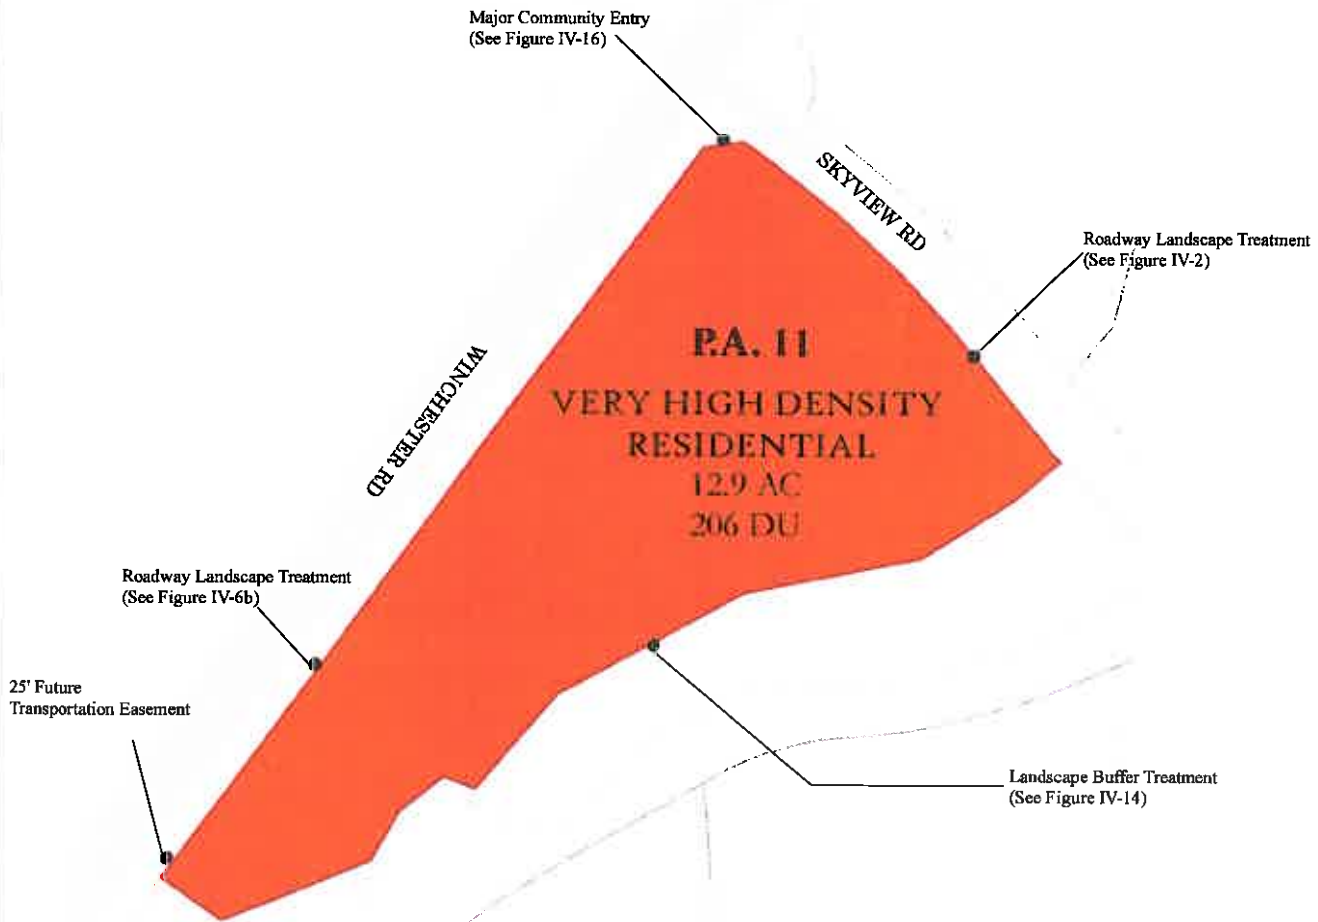 Major Community Entry
(See Figure IV-16)
SKYVIEW RD
Roadway Landscape Treatment
(See Figure IV-2)
P.A. 11
VERY HIGH DENSITY
RESIDENTIAL
12.9 AC
206 DU
WINCHESTER RD
Roadway Landscape Treatment
(See Figure IV-6b)
25' Future
Transportation Easement
Landscape Buffer Treatment
(See Figure IV-14)